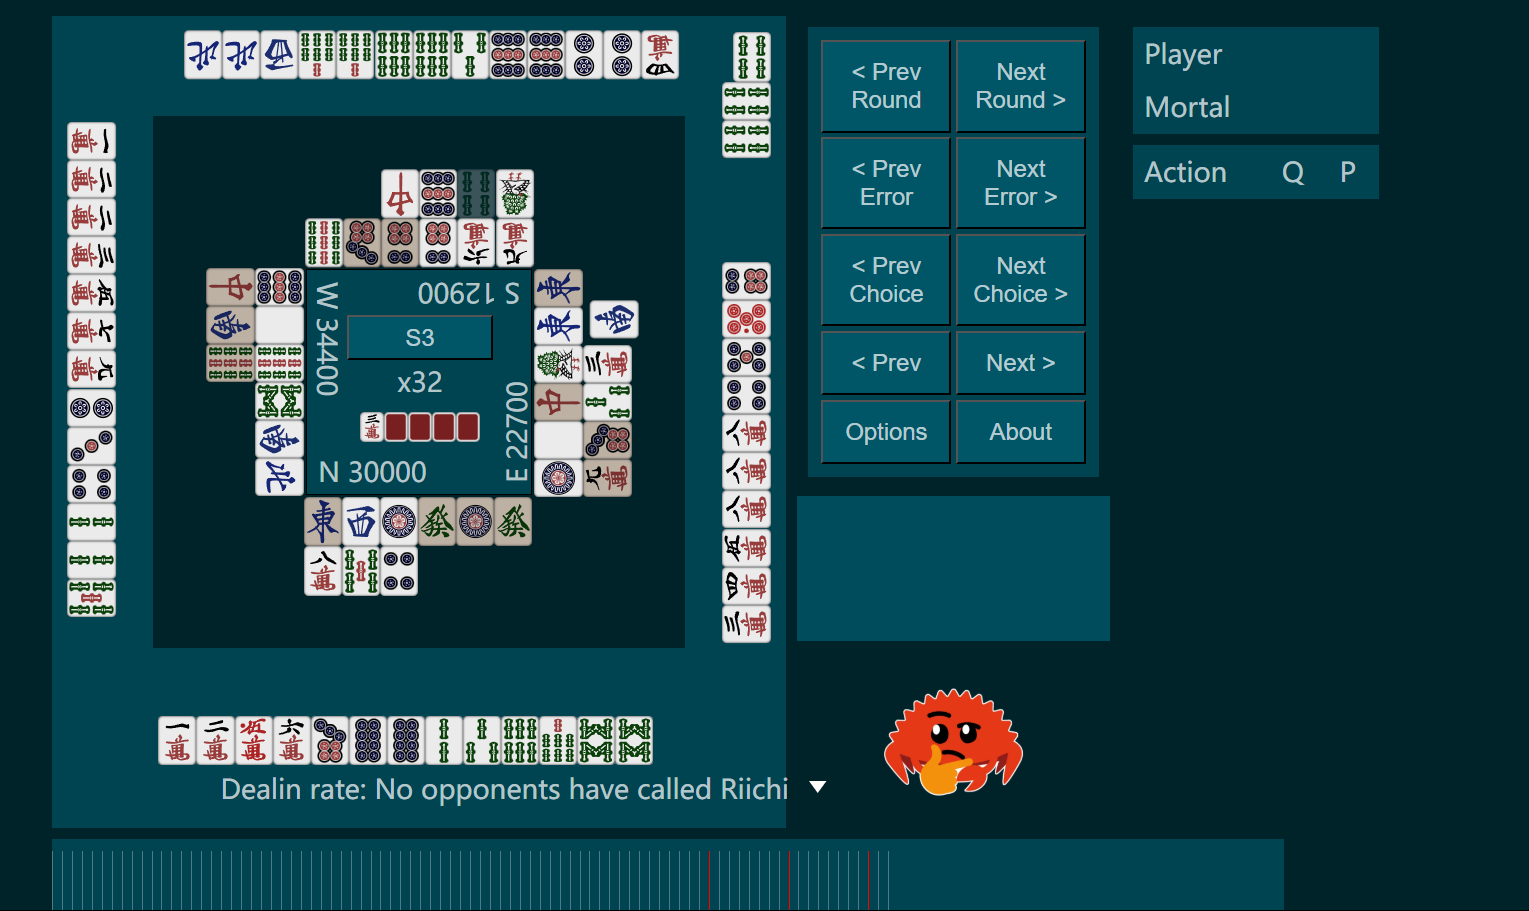 < Prev
Round
Next
Round >
< Prev
Error
Next
Error >
< Prev
Choice
Next
Choice >
< Prev
Next >
Options
About
Player
Mortal
Action Q P
S 12900
W 34400
S3
x32
E 22700
N 30000
Dealin rate: No opponents have called Riichi